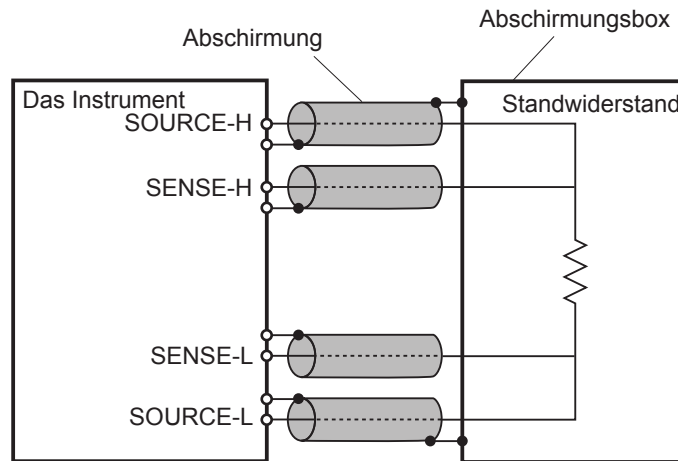 Abschirmung
Abschirmungsbox
Das Instrument
Standwiderstand
SOURCE-H
SENSE-H
SENSE-L
SOURCE-L